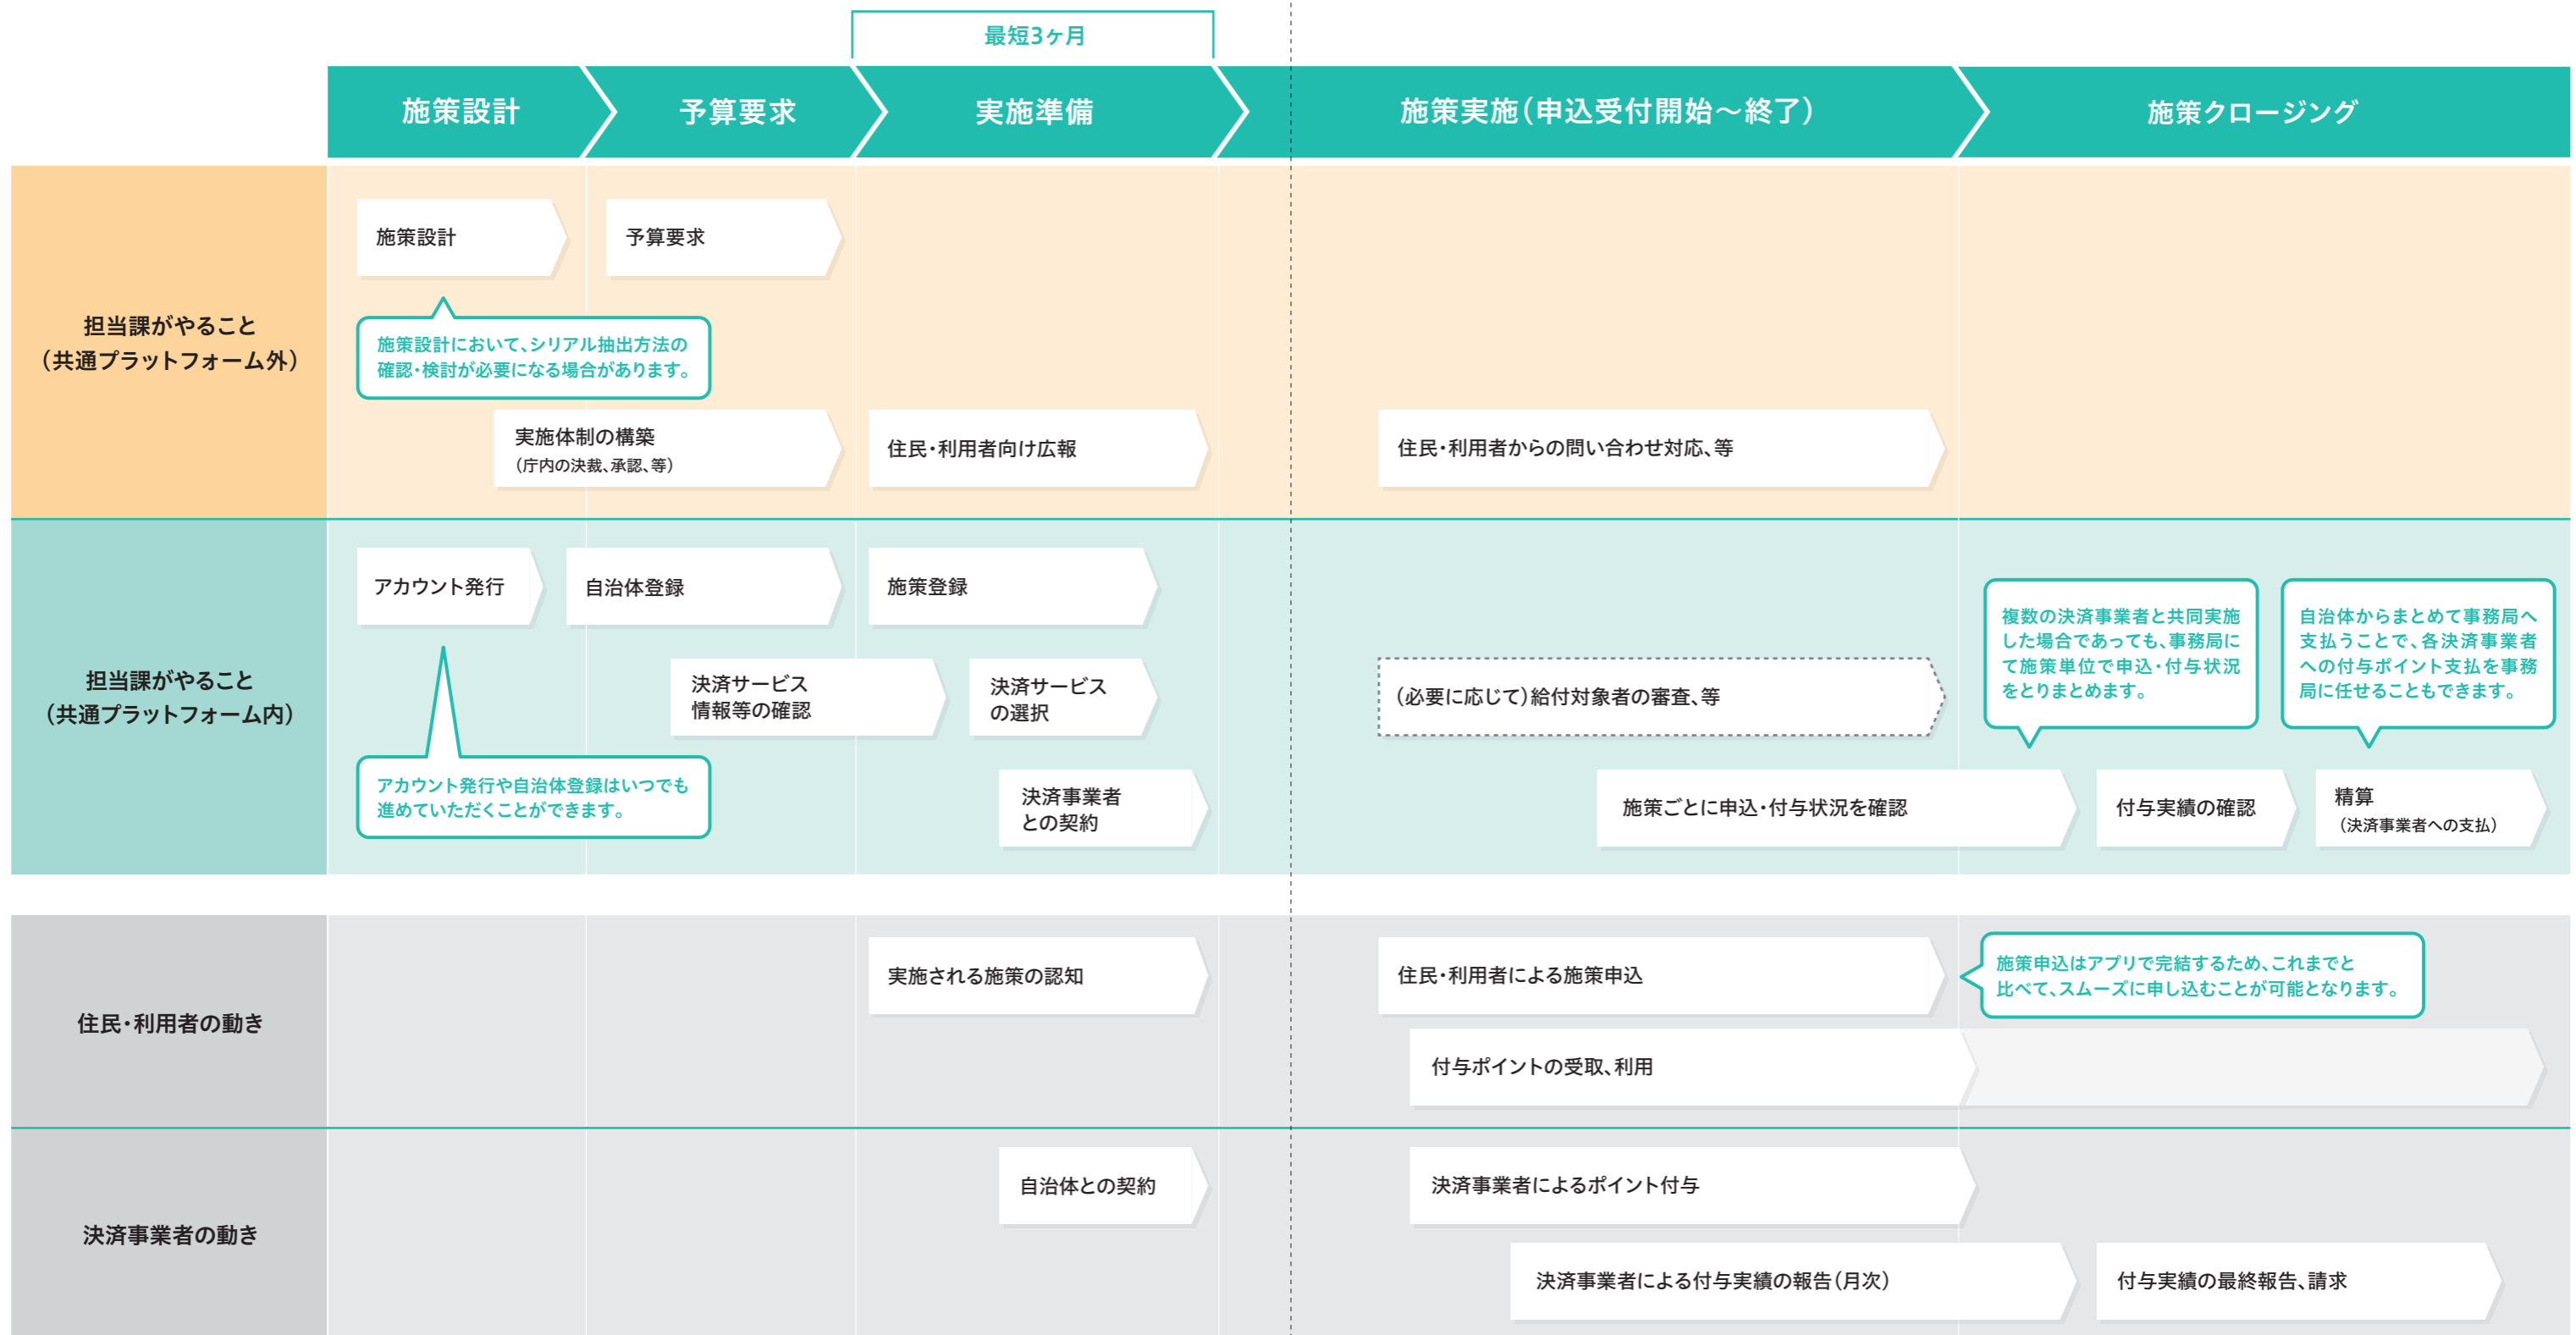 最短3ヶ月
施策設計
予算要求
実施準備
施策実施（申込受付開始～終了）
施策クロージング
担当課がやること
（共通プラットフォーム外）
施策設計
予算要求
施策設計において、シリアル抽出方法の
確認・検討が必要になる場合があります。
実施体制の構築
（庁内の決裁、承認、等）
住民・利用者向け広報
住民・利用者からの問い合わせ対応、等
担当課がやること
（共通プラットフォーム内）
アカウント発行
自治体登録
施策登録
決済サービス
情報等の確認
決済サービス
の選択
（必要に応じて）給付対象者の審査、等
複数の決済事業者と共同実施
した場合であっても、事務局に
て施策単位で申込・付与状況
をとりまとめます。
自治体からまとめて事務局へ
支払うことで、各決済事業者
への付与ポイント支払を事務
局に任せることもできます。
アカウント発行や自治体登録はいつでも
進めていただくことができます。
決済事業者
との契約
施策ごとに申込・付与状況を確認
付与実績の確認
精算
（決済事業者への支払）
住民・利用者の動き
実施される施策の認知
住民・利用者による施策申込
施策申込はアプリで完結するため、これまでと
比べて、スムーズに申し込むことが可能となります。
付与ポイントの受取、利用
決済事業者の動き
自治体との契約
決済事業者によるポイント付与
決済事業者による付与実績の報告（月次）
付与実績の最終報告、請求